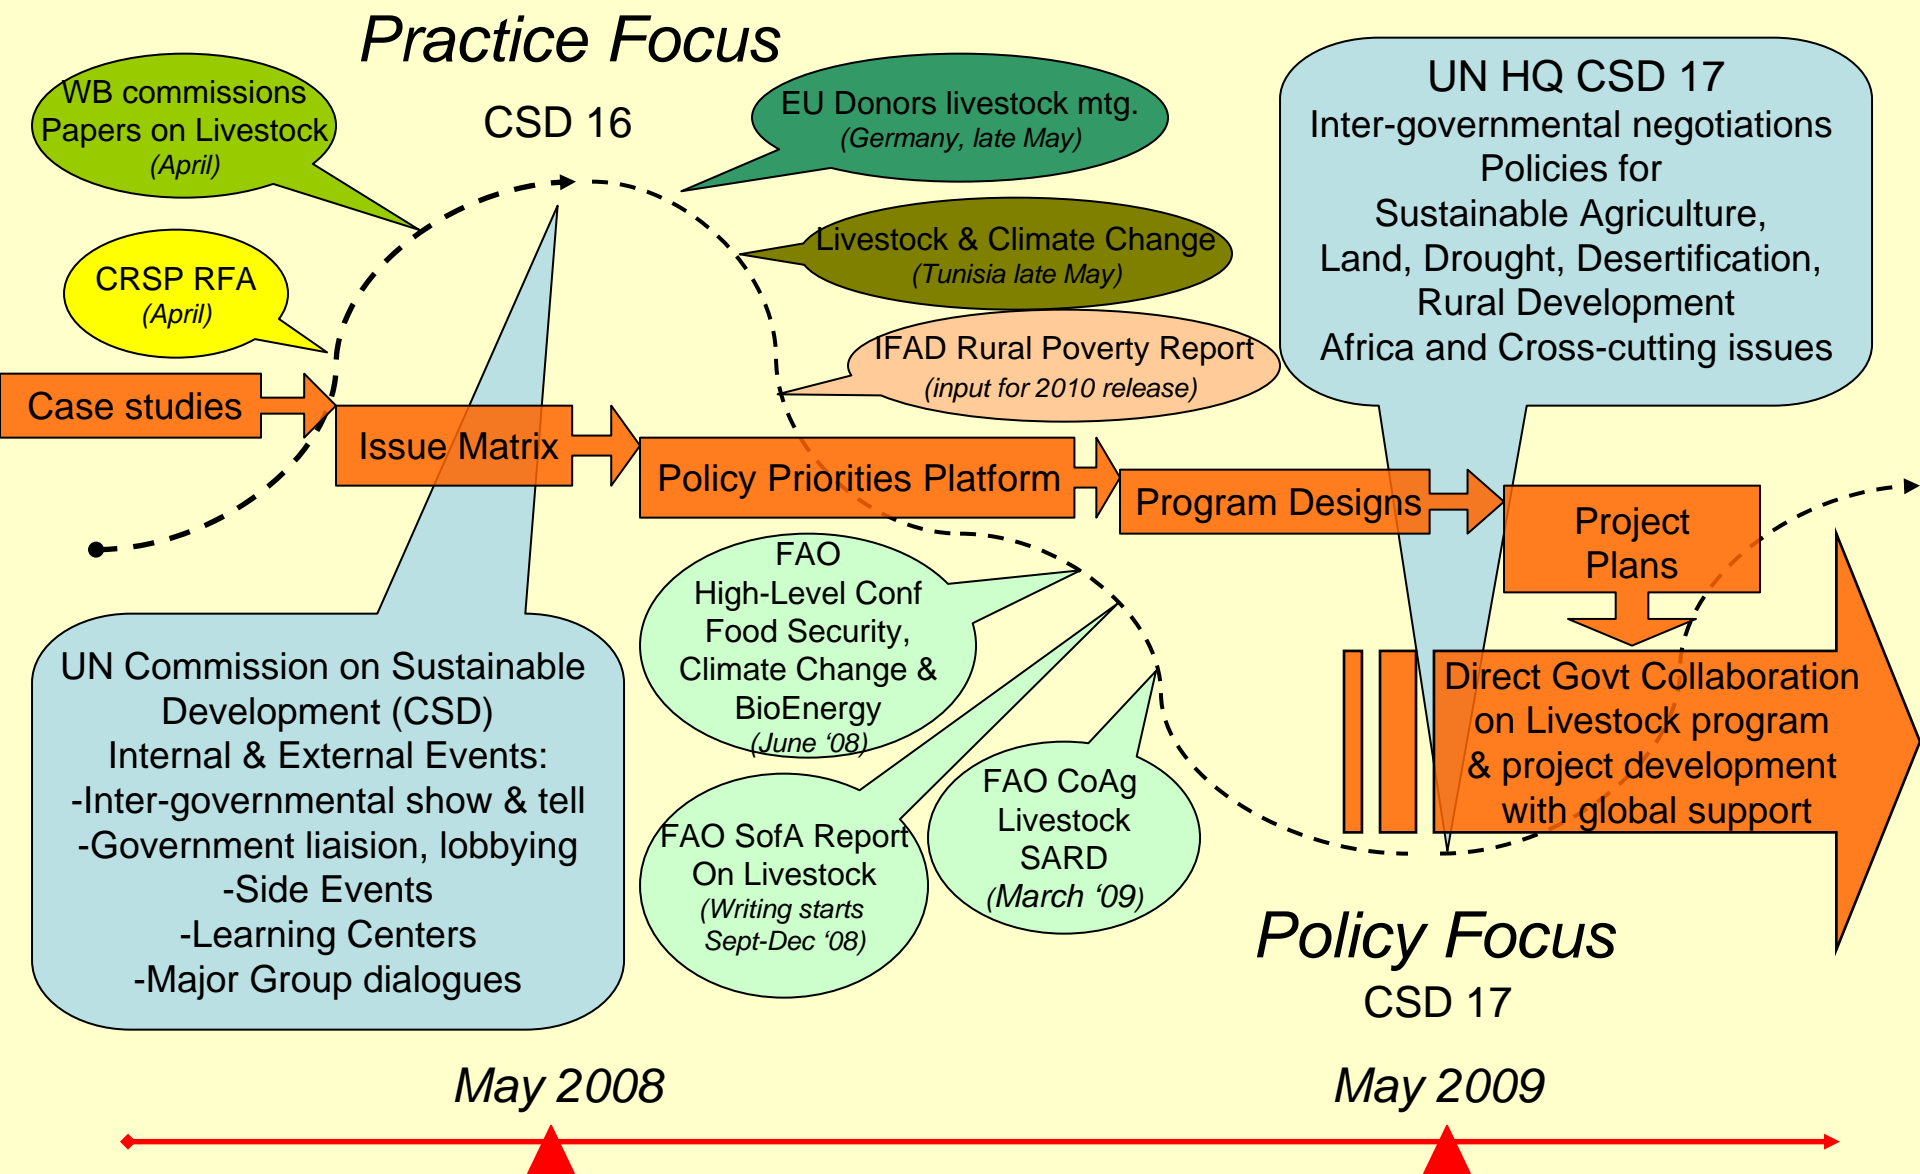 Practice Focus
CSD 16
WB commissions
Papers on Livestock
(April)
CRSP RFA
(April)
EU Donors livestock mtg.
(Germany, late May)
Livestock & Climate Change
(Tunisia late May)
IFAD Rural Poverty Report
(input for 2010 release)
UN HQ CSD 17
Inter-governmental negotiations
Policies for
Sustainable Agriculture,
Land, Drought, Desertification,
Rural Development
Africa and Cross-cutting issues
Case studies
Issue Matrix
Policy Priorities Platform
Program Designs
Project
Plans
UN Commission on Sustainable
Development (CSD)
Internal & External Events:
-Inter-governmental show & tell
-Government liaision, lobbying
-Side Events
-Learning Centers
-Major Group dialogues
FAO
High-Level Conf
Food Security,
Climate Change &
BioEnergy
(June ‘08)
FAO SofA Report
On Livestock
(Writing starts
Sept-Dec ‘08)
FAO CoAg
Livestock
SARD
(March ‘09)
Direct Govt Collaboration
on Livestock program
& project development
with global support
Policy Focus
CSD 17
May 2008
May 2009